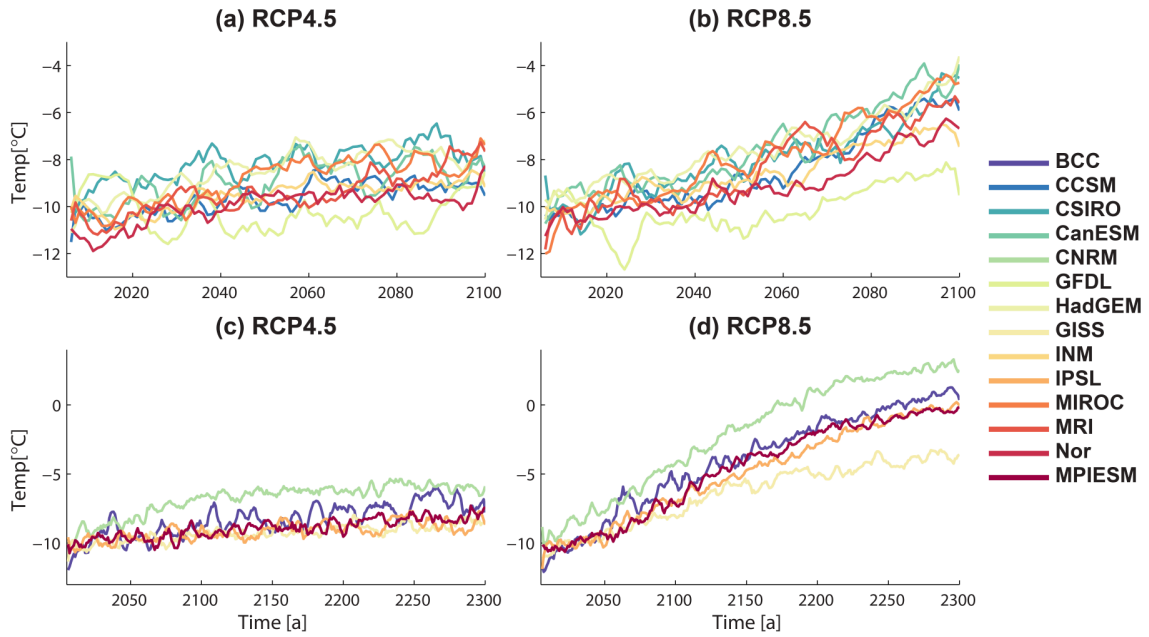 (a) RCP4.5
(b) RCP8.5
Temp[°C]
−4
−6
−8
−10
−12
2020 2040 2060 2080 2100
−4
−6
−8
−10
−12
2020 2040 2060 2080 2100
(c) RCP4.5
(d) RCP8.5
Temp[°C]
0
−5
−10
2050 2100 2150 2200 2250 2300
Time [a]
0
−5
−10
2050 2100 2150 2200 2250 2300
Time [a]
BCC
CCSM
CSIRO
CanESM
CNRM
GFDL
HadGEM
GISS
INM
IPSL
MIROC
MRI
Nor
MPIESM